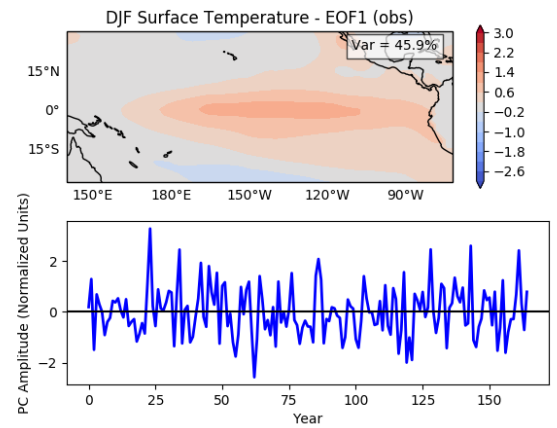 DJF Surface Temperature - EOF1 (obs)
Var = 45.9%
15°N
0°
15°S
150°E 180°E 150°W 120°W 90°W
3.0
2.2
1.4
0.6
−0.2
−1.0
−1.8
−2.6
PC Amplitude (Normalized Units)
2
0
−2
0 25 50 75 100 125 150
Year